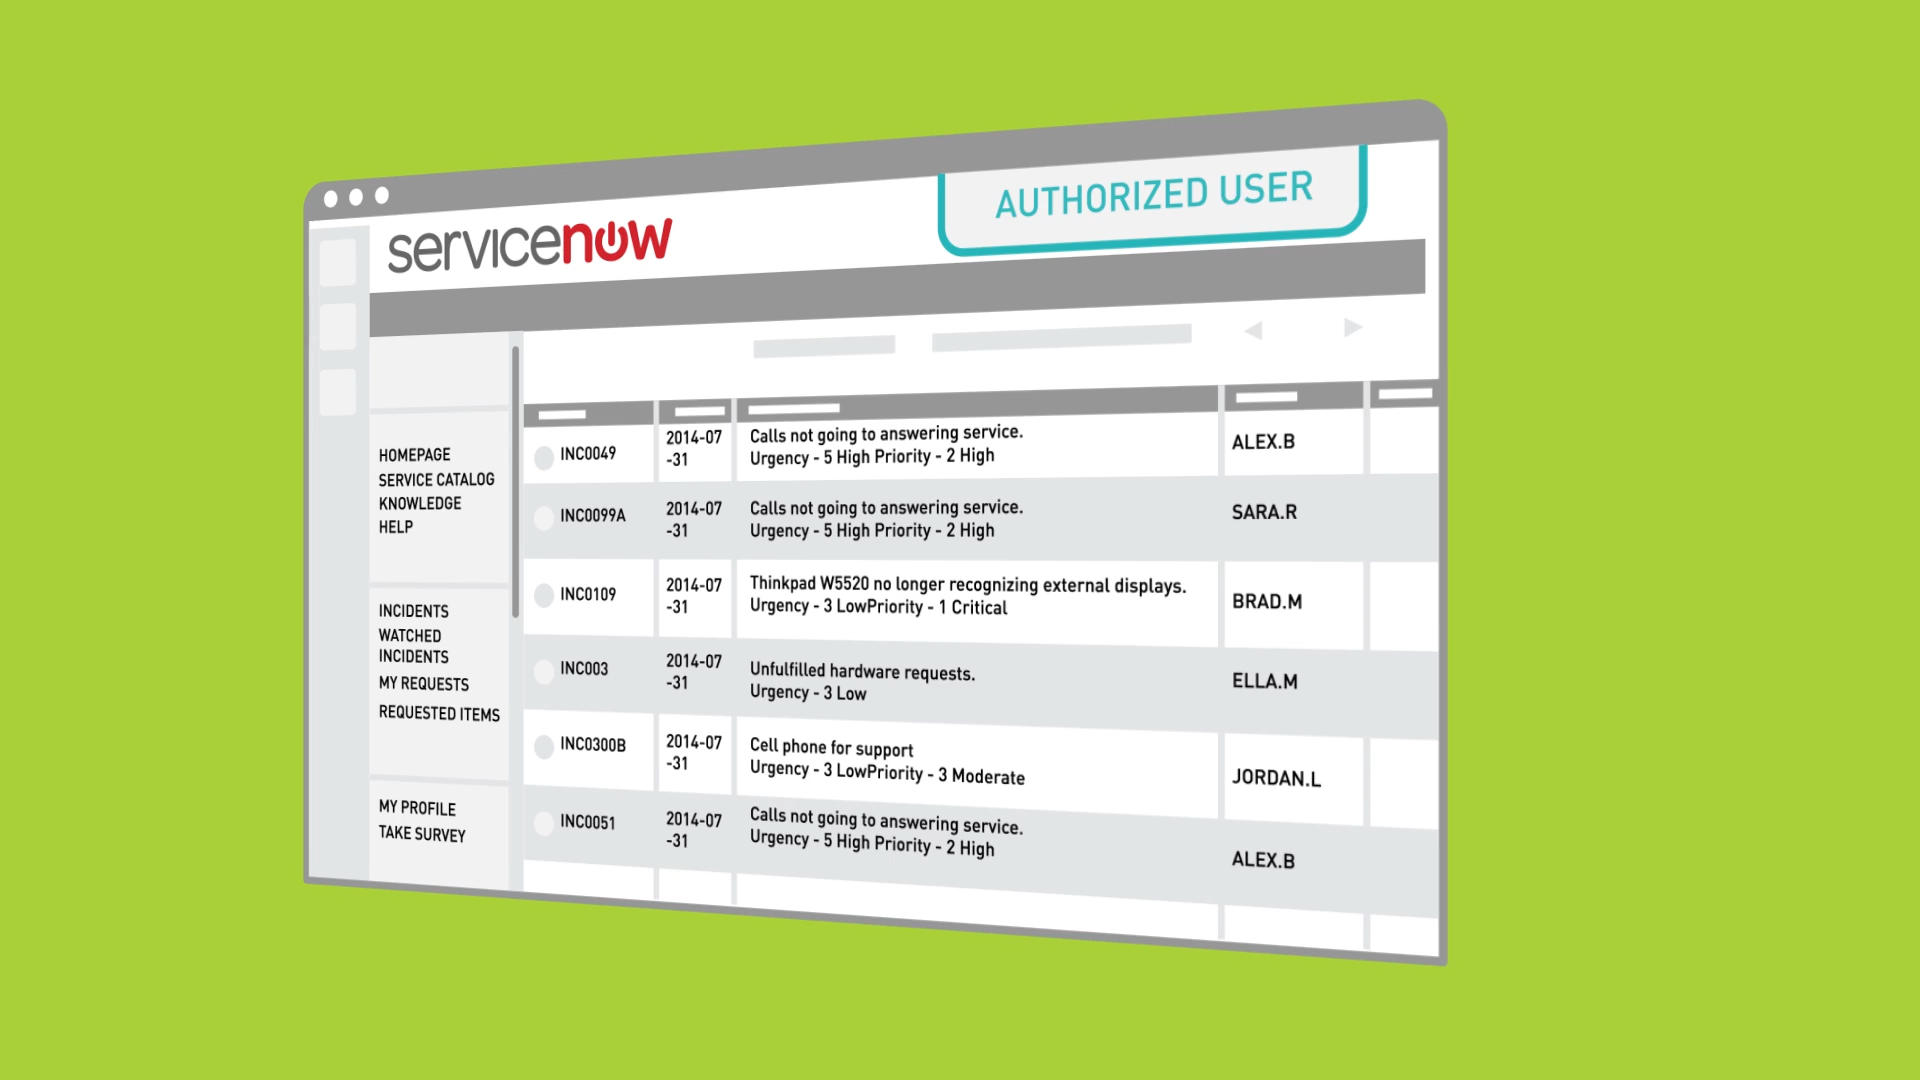 servicenow
AUTHORIZED USER
HOMEPAGE
SERVICE CATALOG
KNOWLEDGE
HELP
INCIDENTS
WATCHED
INCIDENTS
MY REQUESTS
REQUESTED ITEMS
MY PROFILE
TAKE SURVEY
INC0049
2014-07
-31
Calls not going to answering service.
Urgency - 5 High Priority - 2 High
ALEX.B
INC0099A
2014-07
-31
Calls not going to answering service.
Urgency - 5 High Priority - 2 High
SARA.R
INC0109
2014-07
-31
Thinkpad W5520 no longer recognizing external displays.
Urgency - 3 LowPriority - 1 Critical
BRAD.M
INC003
2014-07
-31
Unfulfilled hardware requests.
Urgency - 3 Low
ELLA.M
INC0300B
2014-07
-31
Cell phone for support
Urgency - 3 LowPriority - 3 Moderate
JORDAN.L
INC0051
2014-07
-31
Calls not going to answering service.
Urgency - 5 High Priority - 2 High
ALEX.B